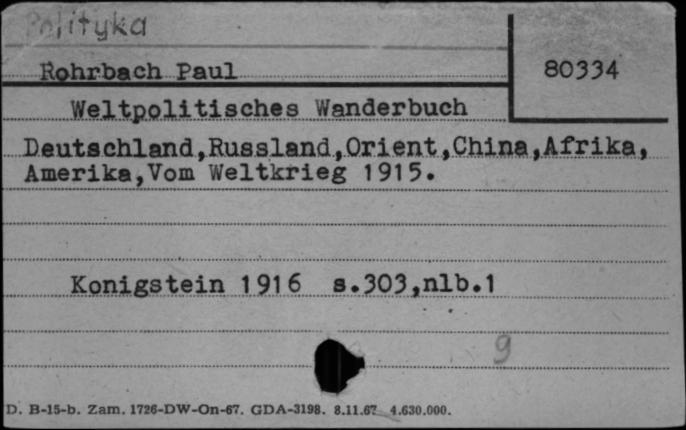 Polityka
Rohrbach Paul
80334
Weltpolitisches Wanderbuch
Deutschland,Russland,Orient,China,Afrika,
Amerika,Vom Weltkrieg 1915.
Konigstein 1916 s.303,nlb.1
9
D. B-15-b. Zam. 1726-DW-On-67. GDA-3198. 8.11.67 4.630.000.